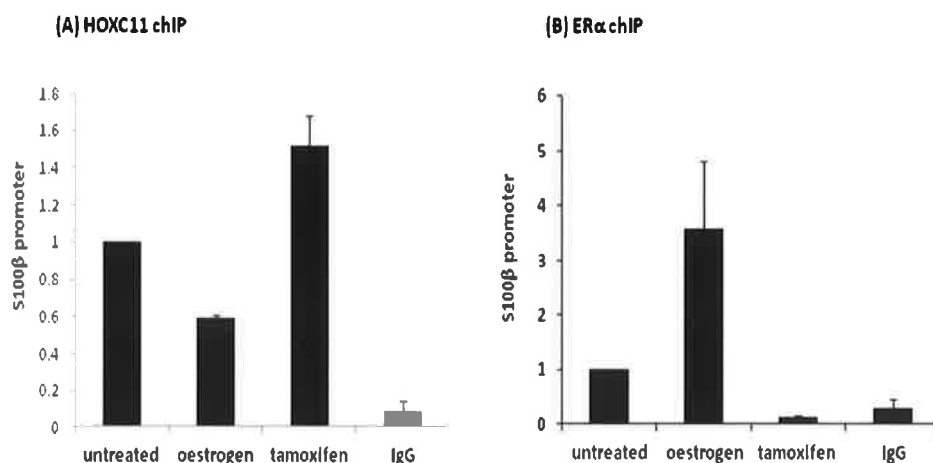 (A) HOXC11 chIP
S100β promoter
1.8
1.6
1.4
1.2
1
0.8
0.6
0.4
0.2
0
untreated oestrogen tamoxifen IgG
(B) ERα chIP
S100β promoter
6
5
4
3
2
1
0
untreated oestrogen tamoxifen IgG